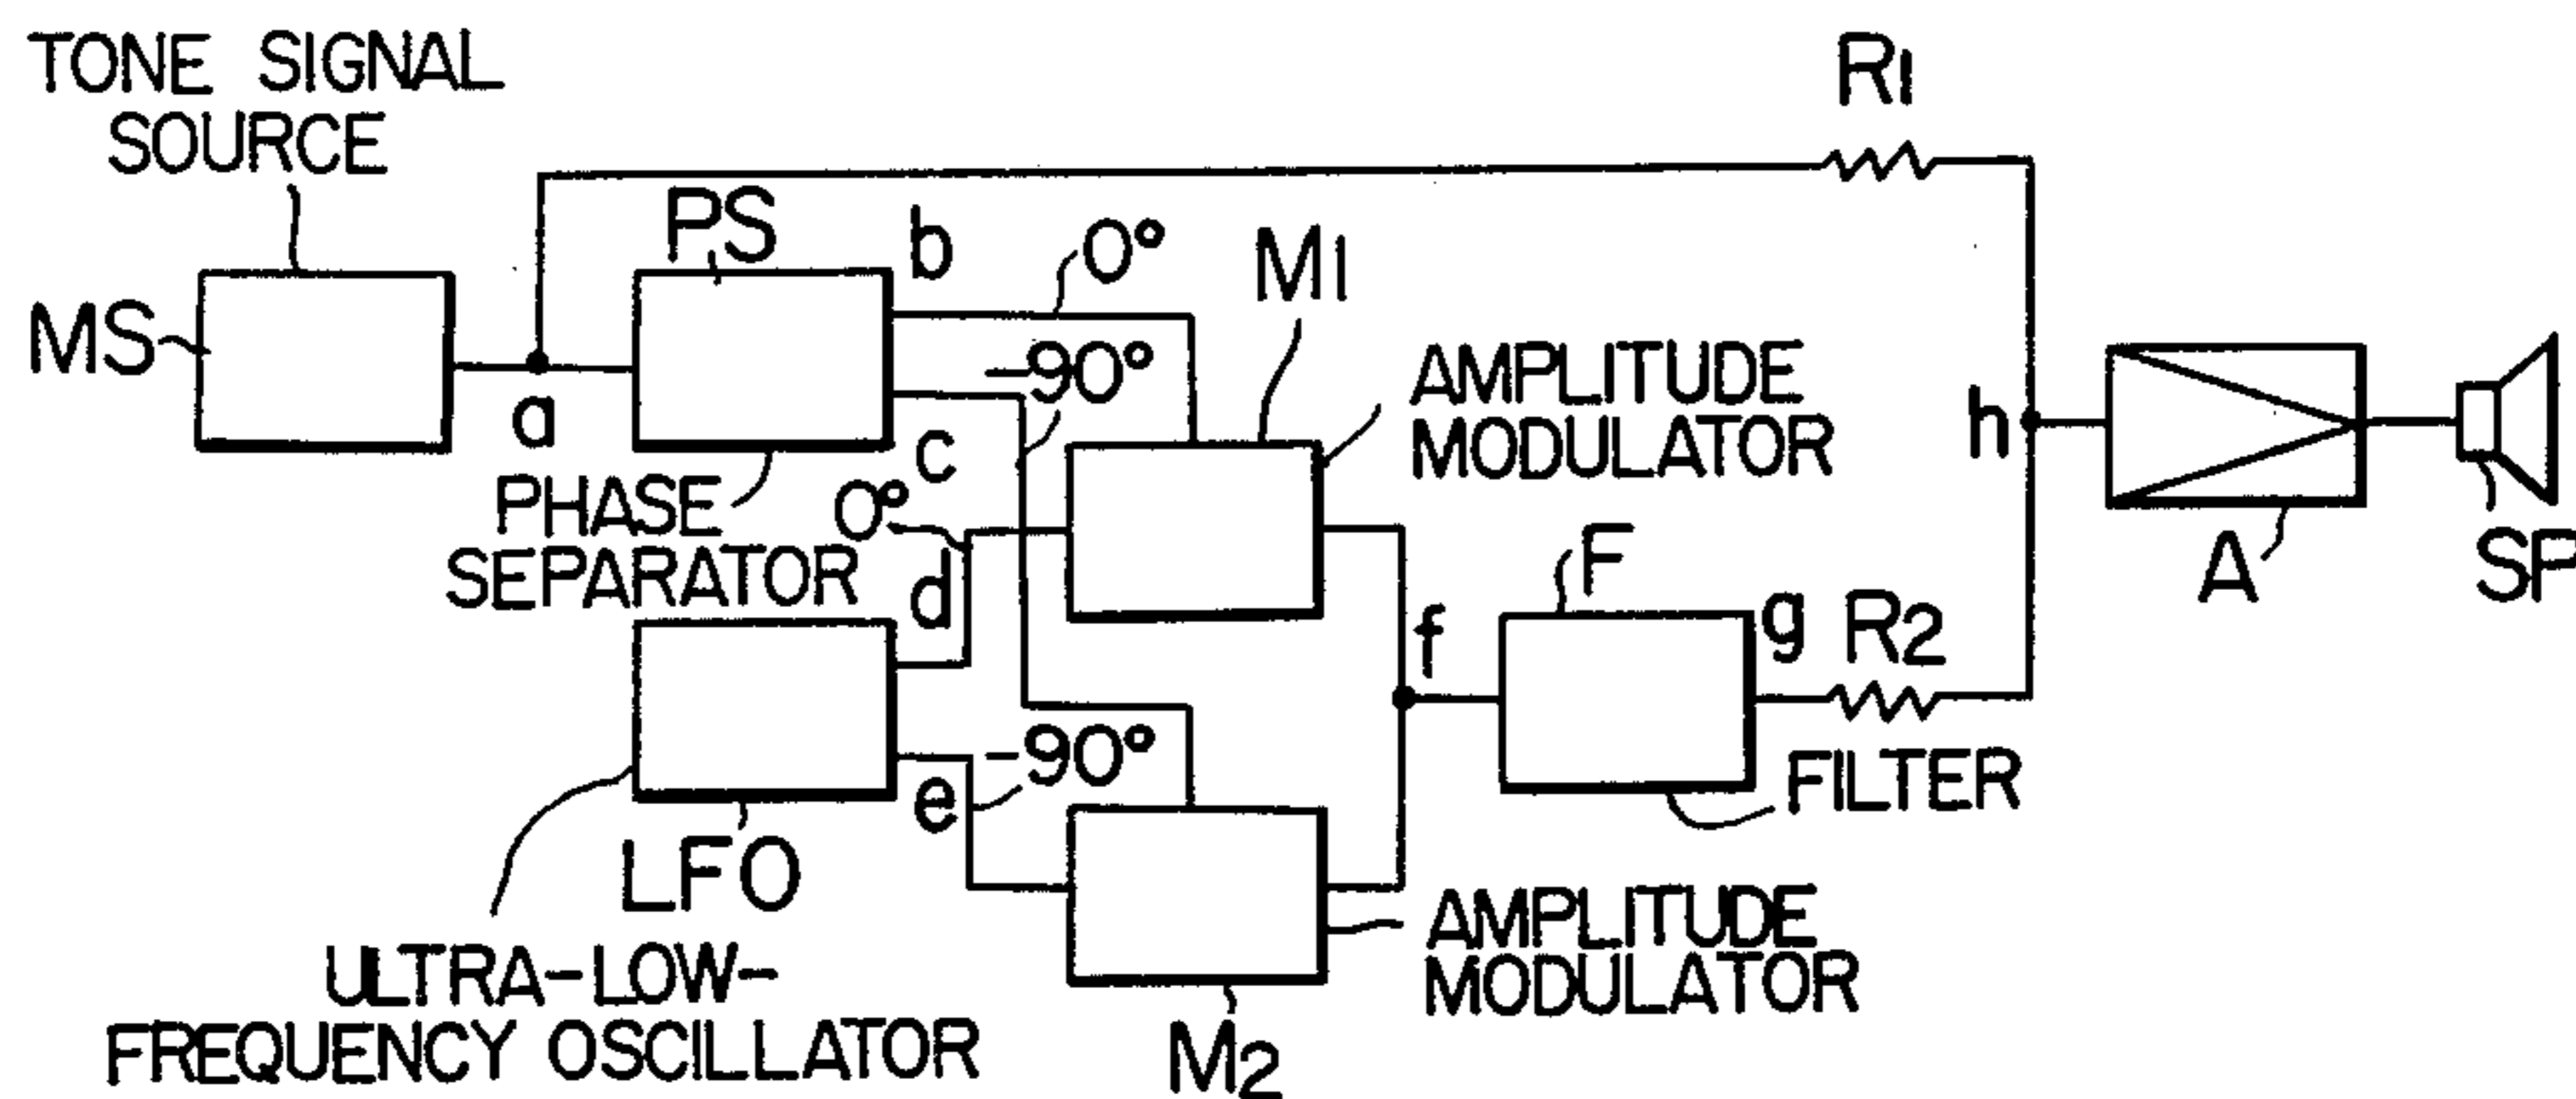 TONE SIGNAL
SOURCE
R1
PS
b
0°
M1
MS
-90°
AMPLITUDE
MODULATOR
a
c
h
PHASE
SEPARATOR
0°
d
F
A
SP
f
g
R2
-90°
e
FILTER
LFO
AMPLITUDE
MODULATOR
ULTRA-LOW-
FREQUENCY OSCILLATOR
M2